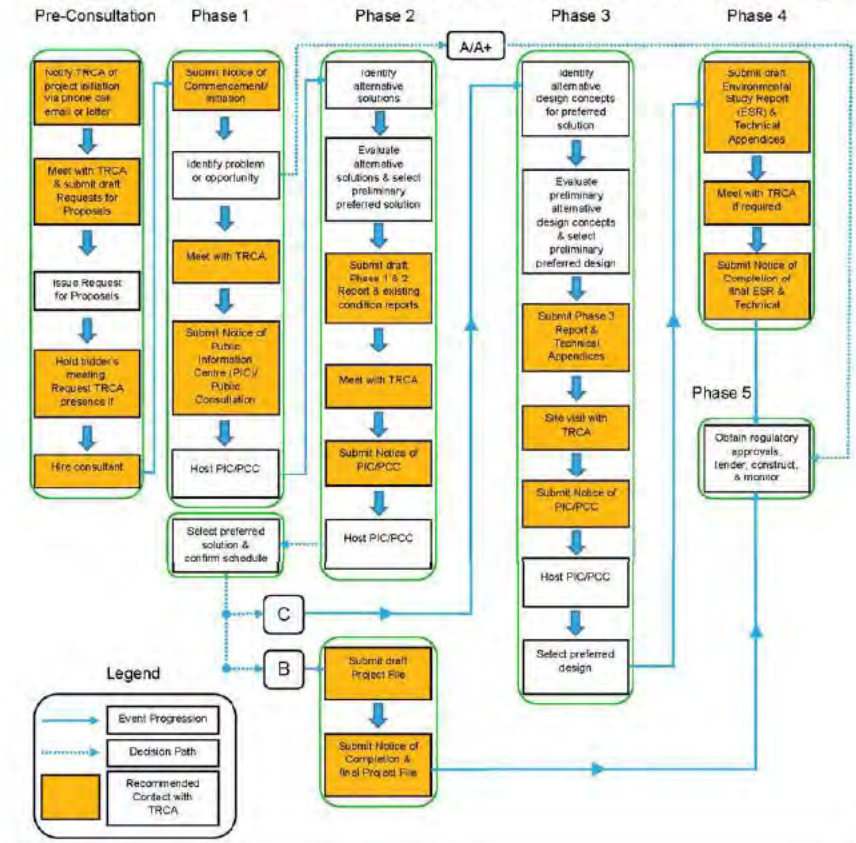 Pre-Consultation
Notify TRCA of
project initiation
via phone call
email or letter
Meet with TRCA
& submit draft
Requests for
Proposals
Issue Request
for Proposals
Hold bidder's
meeting
Request TRCA
presence if
Hire consultant
Phase 1
Submit Notice of
Commencement/
Initiation
Identify problem
or opportunity
Meet with TRCA
Submit Notice of
Public
Information
Centre (PIC)/
Public
Consultation
Host PIC/PCC
Select preferred
solution &
confirm schedule
Phase 2
Identify
alternative
solutions
Evaluate
alternative
solutions & select
preliminary
preferred solution
Submit draft
Phase 1 & 2
Report & existing
condition reports
Meet with TRCA
Submit Notice of
PIC/PCC
Host PIC/PCC
A/A+
C
B
Submit draft
Project File
Submit Notice of
Completion &
final Project File
Phase 3
Identify
alternative
design concepts
for preferred
solution
Evaluate
preliminary
alternative
design concepts
& select
preliminary
preferred design
Submit Phase 3
Report &
Technical
Appendices
Site visit with
TRCA
Submit Notice of
PIC/PCC
Host PIC/PCC
Select preferred
design
Phase 4
Submit draft
Environmental
Study Report
(ESR) &
Technical
Appendices
Meet with TRCA
if required
Submit Notice of
Completion of
final ESR &
Technical
Phase 5
Obtain regulatory
approvals,
tender, construct,
& monitor
Legend
Event Progression
Decision Path
Recommended
Contact with
TRCA